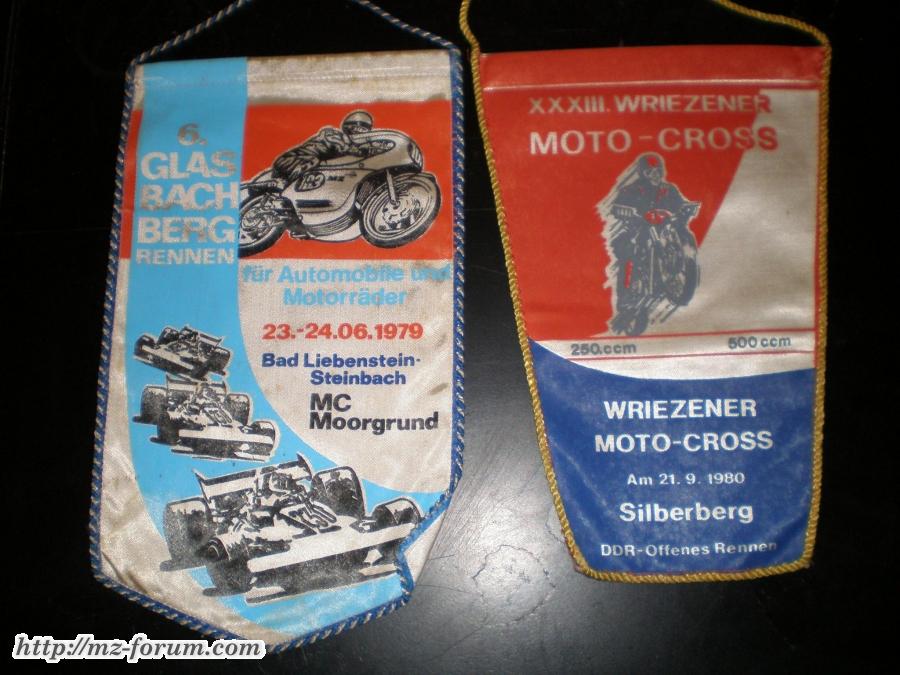 6.
GLAS
BACH
BERG
RENNEN
für Automobile und
Motorräder
23.-24.06.1979
Bad Liebenstein-
Steinbach
MC
Moorgrund
MZ
XXXIII. WRIEZENER
MOTO-CROSS
250.ccm 500ccm
WRIEZENER
MOTO-CROSS
Am 21. 9. 1980
Silberberg
DDR-Offenes Rennen
http://mz-forum.com